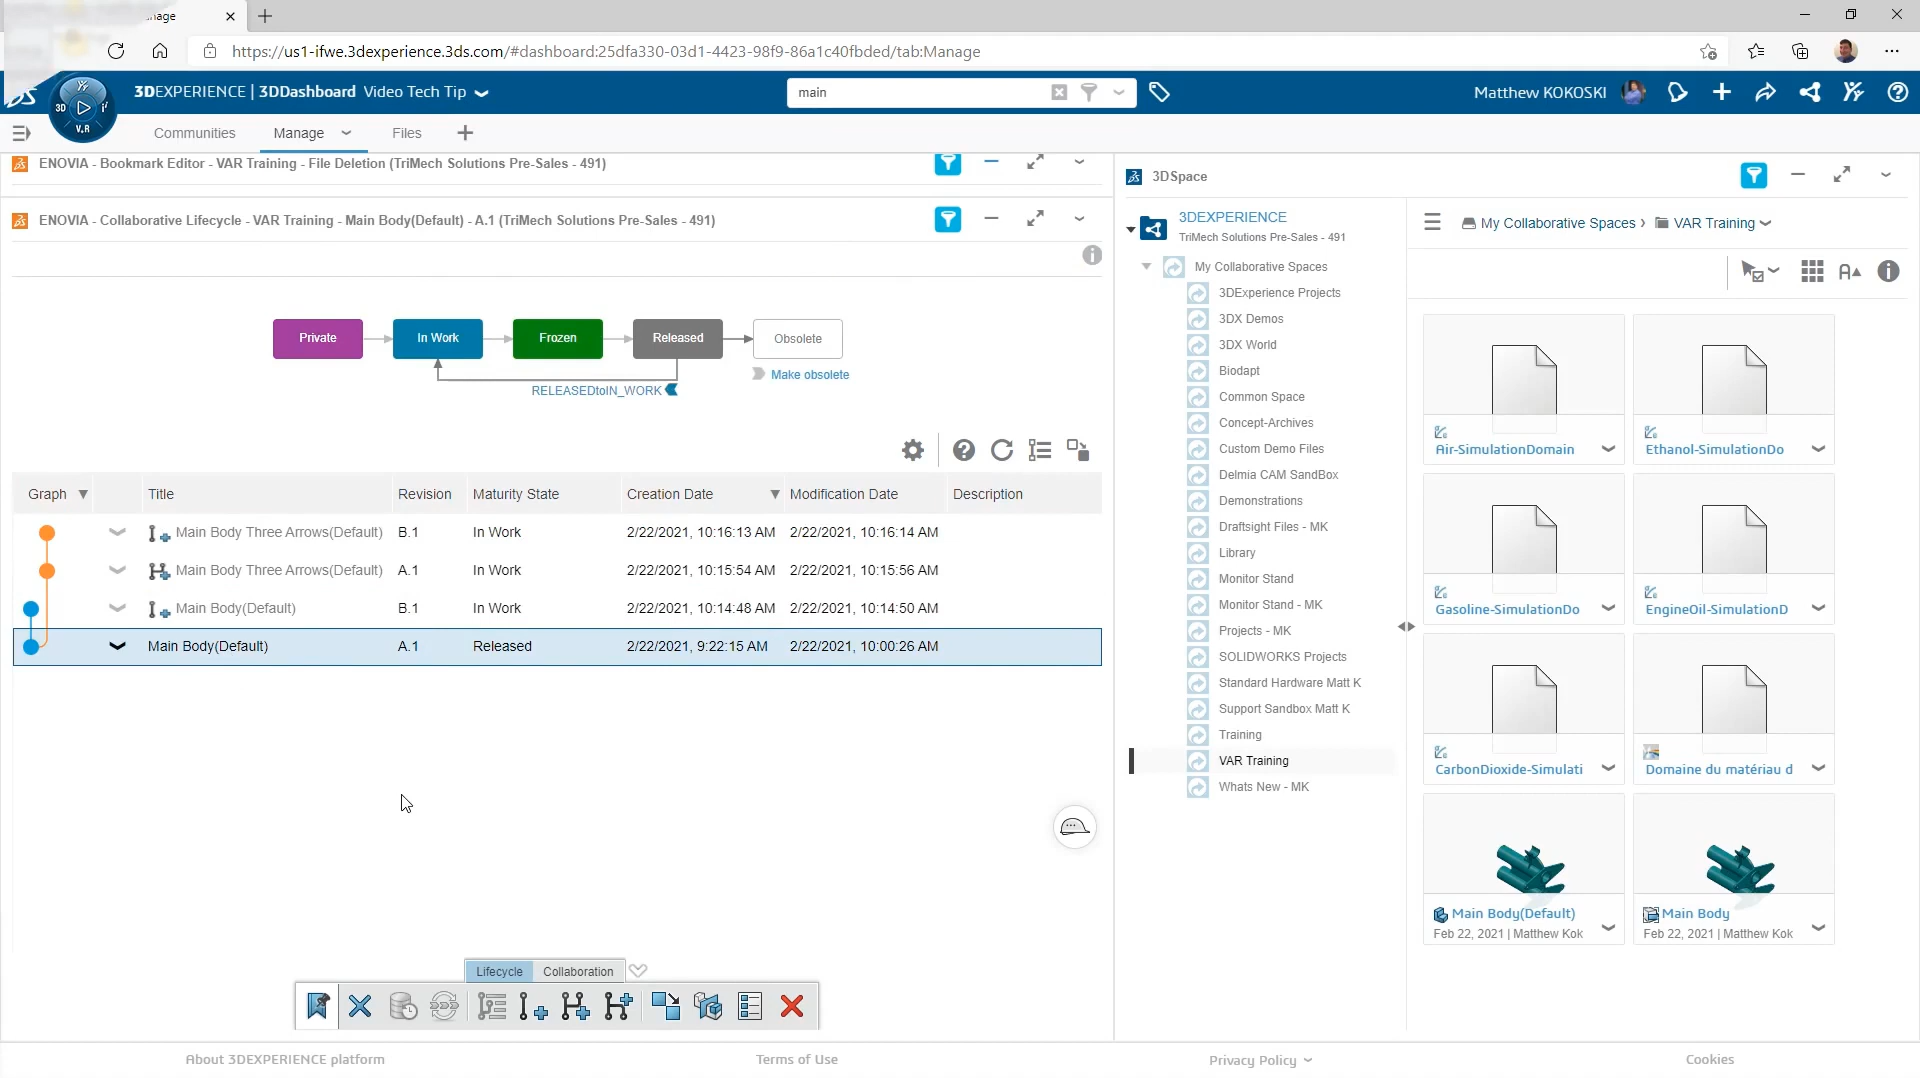 nage
https://us1-ifwe.3dexperience.3ds.com/#dashboard:25dfa330-03d1-4423-98f9-86a1c40fbded/tab:Manage
3D
V.R
3DEXPERIENCE | 3DDashboard Video Tech Tip
main
Matthew KOKOSKI
Communities
Manage
Files
ENOVIA - Bookmark Editor - VAR Training - File Deletion (TriMech Solutions Pre-Sales - 491)
ENOVIA - Collaborative Lifecycle - VAR Training - Main Body(Default) - A.1 (TriMech Solutions Pre-Sales - 491)
Private
In Work
Frozen
Released
Obsolete
Make obsolete
RELEASEDtoIN_WORK
Graph Title Revision Maturity State Creation Date Modification Date Description
Main Body Three Arrows(Default) B.1 In Work 2/22/2021, 10:16:13 AM 2/22/2021, 10:16:14 AM
Main Body Three Arrows(Default) A.1 In Work 2/22/2021, 10:15:54 AM 2/22/2021, 10:15:56 AM
Main Body(Default) B.1 In Work 2/22/2021, 10:14:48 AM 2/22/2021, 10:14:50 AM
Main Body(Default) A.1 Released 2/22/2021, 9:22:15 AM 2/22/2021, 10:00:26 AM
Lifecycle
Collaboration
3DSpace
3DEXPERIENCE
TriMech Solutions Pre-Sales - 491
My Collaborative Spaces
3DExperience Projects
3DX Demos
3DX World
Biodapt
Common Space
Concept-Archives
Custom Demo Files
Delmia CAM SandBox
Demonstrations
Draftsight Files - MK
Library
Monitor Stand
Monitor Stand - MK
Projects - MK
SOLIDWORKS Projects
Standard Hardware Matt K
Support Sandbox Matt K
Training
VAR Training
Whats New - MK
My Collaborative Spaces › VAR Training
Air-SimulationDomain
Ethanol-SimulationDo
Gasoline-SimulationDo
EngineOil-SimulationD
CarbonDioxide-Simulati
Domaine du matériau d
Main Body(Default)
Feb 22, 2021 | Matthew Kok
Main Body
Feb 22, 2021 | Matthew Kok
About 3DEXPERIENCE platform
Terms of Use
Privacy Policy
Cookies